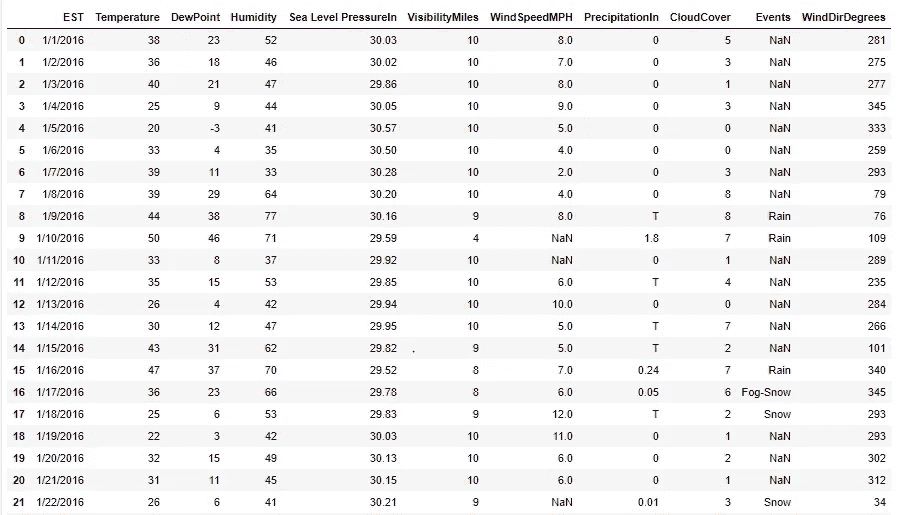 EST Temperature DewPoint Humidity Sea Level PressureIn VisibilityMiles WindSpeedMPH PrecipitationIn CloudCover Events WindDirDegrees
0 1/1/2016 38 23 52 30.03 10 8.0 0 5 NaN 281
1 1/2/2016 36 18 46 30.02 10 7.0 0 3 NaN 275
2 1/3/2016 40 21 47 29.86 10 8.0 0 1 NaN 277
3 1/4/2016 25 9 44 30.05 10 9.0 0 3 NaN 345
4 1/5/2016 20 -3 41 30.57 10 5.0 0 0 NaN 333
5 1/6/2016 33 4 35 30.50 10 4.0 0 0 NaN 259
6 1/7/2016 39 11 33 30.28 10 2.0 0 3 NaN 293
7 1/8/2016 39 29 64 30.20 10 4.0 0 8 NaN 79
8 1/9/2016 44 38 77 30.16 9 8.0 T 8 Rain 76
9 1/10/2016 50 46 71 29.59 4 NaN 1.8 7 Rain 109
10 1/11/2016 33 8 37 29.92 10 NaN 0 1 NaN 289
11 1/12/2016 35 15 53 29.85 10 6.0 T 4 NaN 235
12 1/13/2016 26 4 42 29.94 10 10.0 0 0 NaN 284
13 1/14/2016 30 12 47 29.95 10 5.0 T 7 NaN 266
14 1/15/2016 43 31 62 29.82 9 5.0 T 2 NaN 101
15 1/16/2016 47 37 70 29.52 8 7.0 0.24 7 Rain 340
16 1/17/2016 36 23 66 29.78 8 6.0 0.05 6 Fog-Snow 345
17 1/18/2016 25 6 53 29.83 9 12.0 T 2 Snow 293
18 1/19/2016 22 3 42 30.03 10 11.0 0 1 NaN 293
19 1/20/2016 32 15 49 30.13 10 6.0 0 2 NaN 302
20 1/21/2016 31 11 45 30.15 10 6.0 0 1 NaN 312
21 1/22/2016 26 6 41 30.21 9 NaN 0.01 3 Snow 34